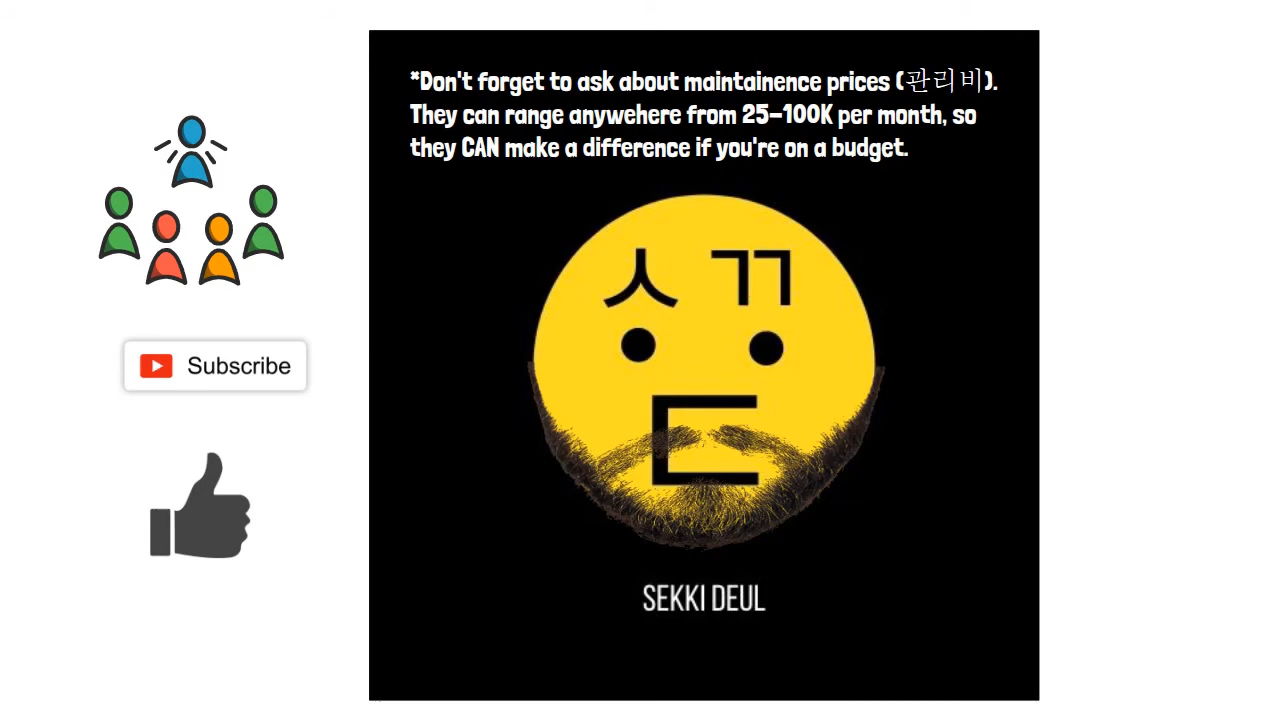 *Don't forget to ask about maintainence prices (관리비).
They can range anywehere from 25-100K per month, so
they CAN make a difference if you're on a budget.
ㅅ ㄲ
ㄷ
Subscribe
SEKKI DEUL